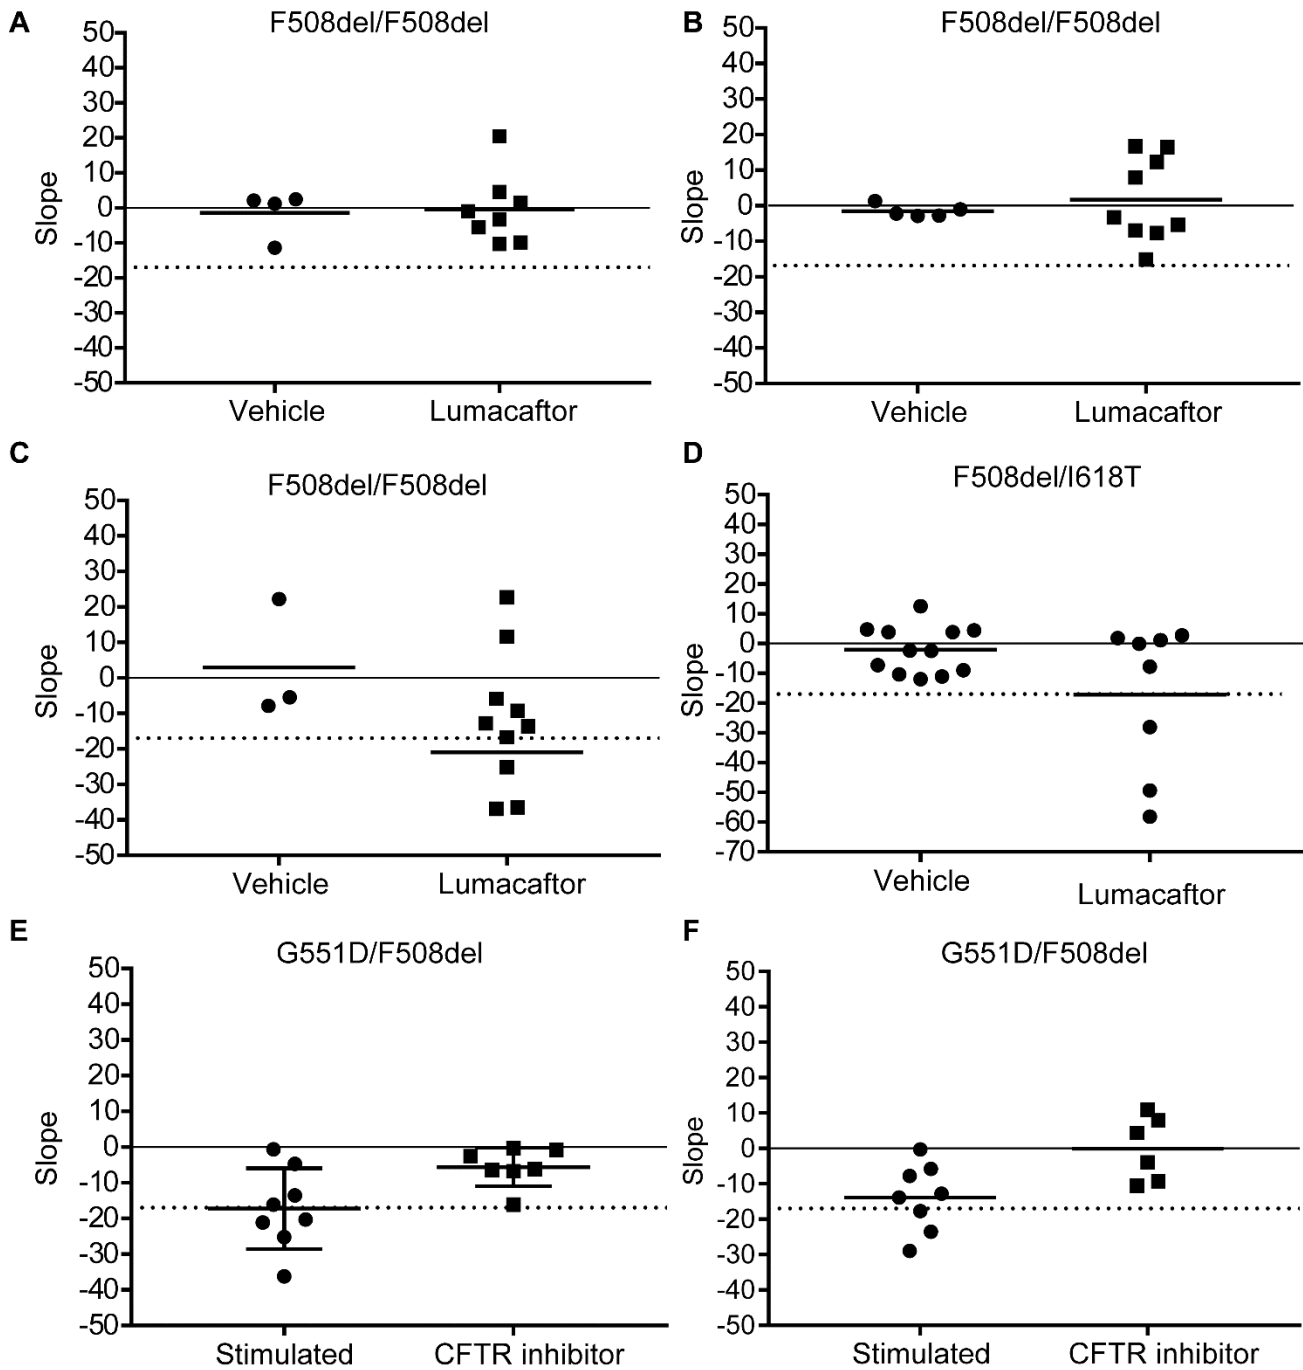 A
F508del/F508del
50
40
30
20
10
0
-10
-20
-30
-40
-50
Slope
Vehicle
Lumacaftor
B
F508del/F508del
50
40
30
20
10
0
-10
-20
-30
-40
-50
Slope
Vehicle
Lumacaftor
C
F508del/F508del
50
40
30
20
10
0
-10
-20
-30
-40
-50
Slope
Vehicle
Lumacaftor
D
F508del/I618T
50
40
30
20
10
0
-10
-20
-30
-40
-50
-60
-70
Slope
Vehicle
Lumacaftor
E
G551D/F508del
50
40
30
20
10
0
-10
-20
-30
-40
-50
Slope
Stimulated
CFTR inhibitor
F
G551D/F508del
50
40
30
20
10
0
-10
-20
-30
-40
-50
Slope
Stimulated
CFTR inhibitor